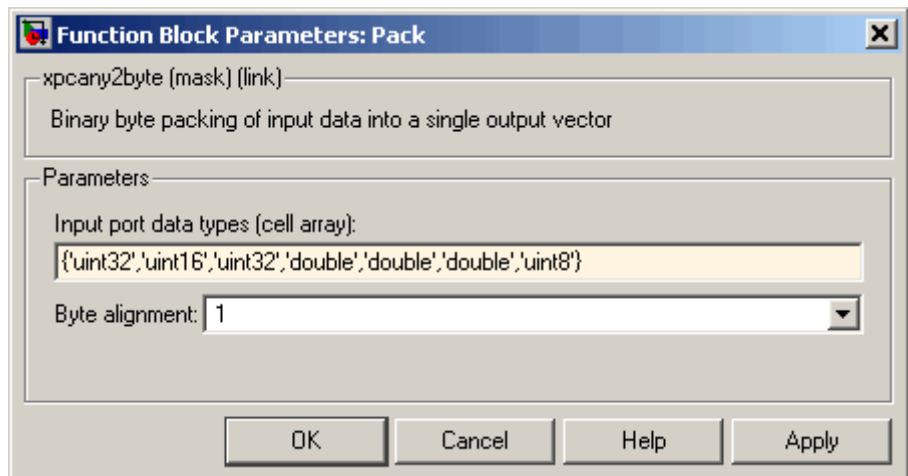 Function Block Parameters: Pack
xpcany2byte (mask) (link)
Binary byte packing of input data into a single output vector
Parameters
Input port data types (cell array):
{'uint32','uint16','uint32','double','double','double','uint8'}
Byte alignment: 1
OK Cancel Help Apply